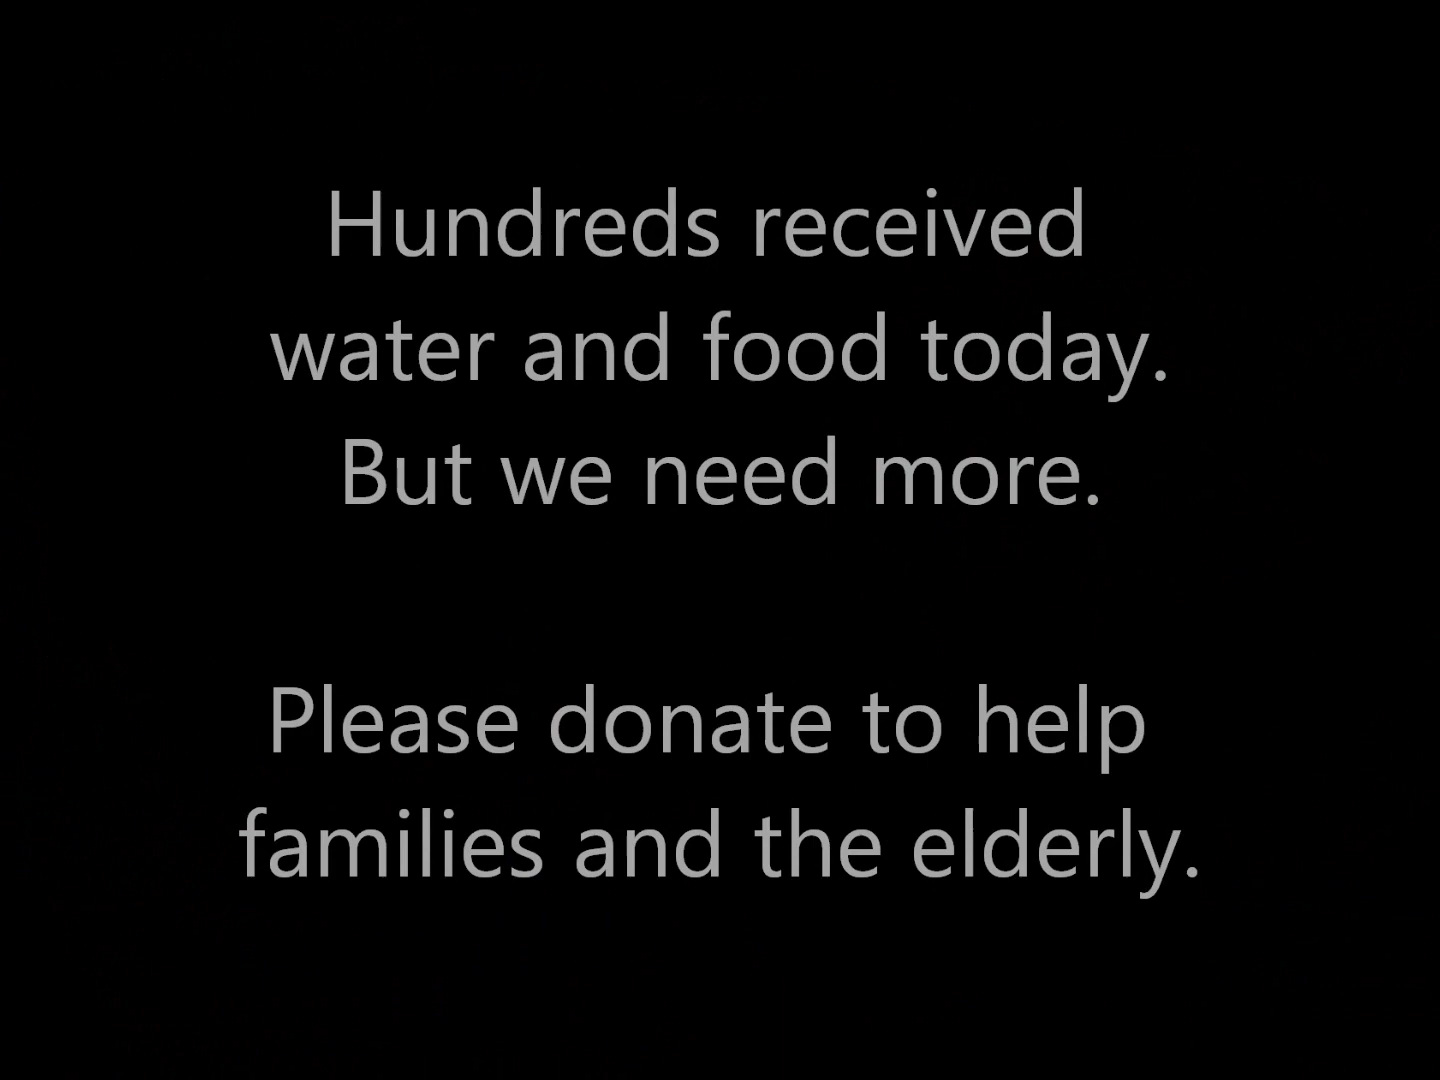 Hundreds received
water and food today.
But we need more.
Please donate to help
families and the elderly.